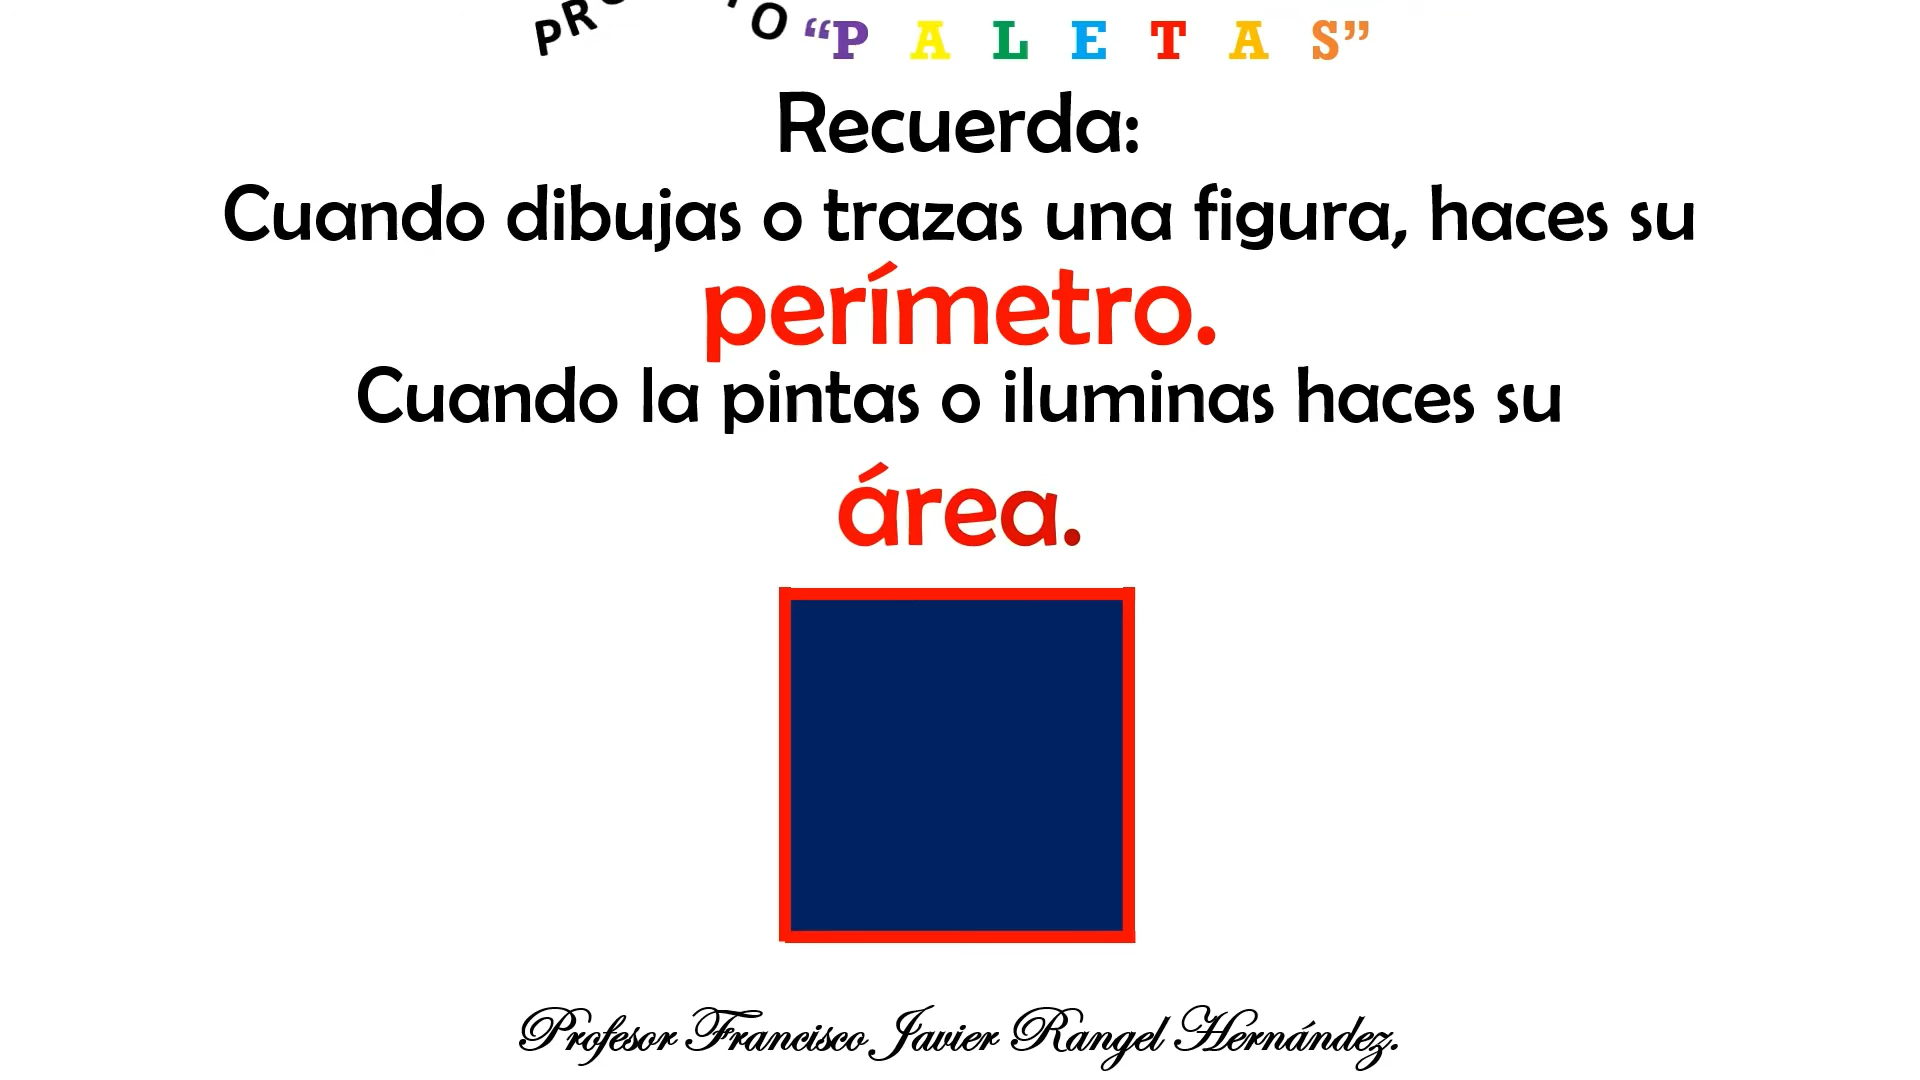 “PALETAS”
Recuerda:
Cuando dibujas o trazas una figura, haces su
perímetro.
Cuando la pintas o iluminas haces su
área.
Profesor Francisco Javier Rangel Hernández.